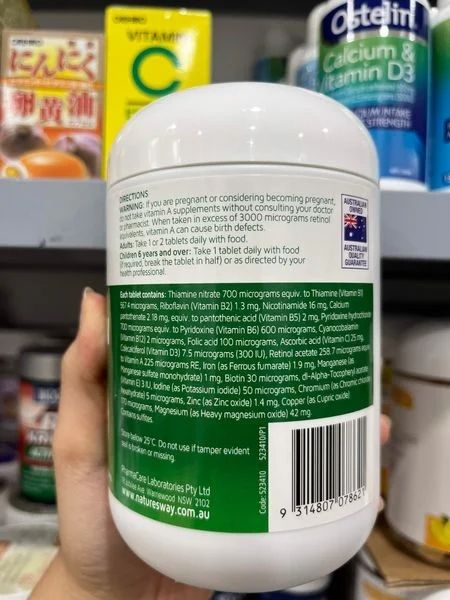 ORIHIRO
にんにく
卵黄油
VITAMIN
C
Ostelin
Calcium &
Vitamin D3
DIRECTIONS
WARNING: If you are pregnant or considering becoming pregnant,
do not take vitamin A supplements without consulting your doctor
or pharmacist. When taken in excess of 3000 micrograms retinol
equivalents, vitamin A can cause birth defects.
Adults: Take 1 or 2 tablets daily with food.
Children 6 years and over: Take 1 tablet daily with food
(if required, break the tablet in half) or as directed by your
health professional.
AUSTRALIAN
OWNED
AUSTRALIAN
QUALITY
GUARANTEE
Each tablet contains: Thiamine nitrate 700 micrograms equiv. to Thiamine (Vitamin B1)
567.4 micrograms, Riboflavin (Vitamin B2) 1.3 mg, Nicotinamide 16 mg, Calcium
pantothenate 2.18 mg, equiv. to pantothenic acid (Vitamin B5) 2 mg, Pyridoxine hydrochloride
700 micrograms equiv. to Pyridoxine (Vitamin B6) 600 micrograms, Cyanocobalamin
(Vitamin B12) 2 micrograms, Folic acid 100 micrograms, Ascorbic acid (Vitamin C) 25 mg,
Colecalciferol (Vitamin D3) 7.5 micrograms (300 IU), Retinol acetate 258.7 micrograms equiv.
to Vitamin A 225 micrograms RE, Iron (as Ferrous fumarate) 1.9 mg, Manganese (as
Manganese sulfate monohydrate) 1 mg, Biotin 30 micrograms, dl-Alpha-Tocopheryl acetate
(Vitamin E) 3 IU, Iodine (as Potassium iodide) 50 micrograms, Chromium (as Chromic chloride
hexahydrate) 5 micrograms, Zinc (as Zinc oxide) 1.4 mg, Copper (as Cupric oxide)
micrograms, Magnesium (as Heavy magnesium oxide) 42 mg.
Contains sulfites.
Store below 25°C. Do not use if tamper evident
seal is broken or missing.
PharmaCare Laboratories Pty Ltd
18 Jubilee Ave, Warriewood NSW 2102
www.naturesway.com.au
Code: 523410 523410/P1
9 314807 078621